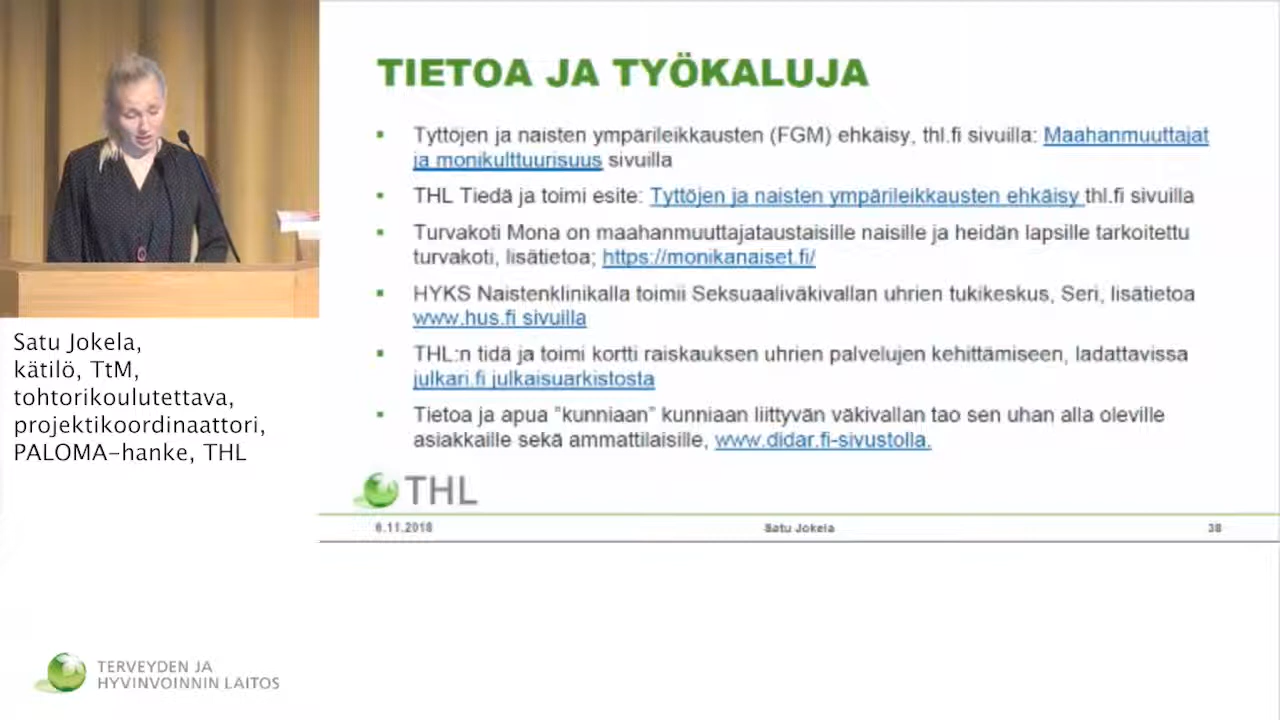 TIETOA JA TYÖKALUJA
Tyttöjen ja naisten ympärileikkausten (FGM) ehkäisy, thl.fi sivuilla: Maahanmuuttajat
ja monikulttuurisuus sivuilla
THL Tiedä ja toimi esite: Tyttöjen ja naisten ympärileikkausten ehkäisy thl.fi sivuilla
Turvakoti Mona on maahanmuuttajataustaisille naisille ja heidän lapsille tarkoitettu
turvakoti, lisätietoa; https://monikanaiset.fi/
HYKS Naistenklinikalla toimii Seksuaaliväkivallan uhrien tukikeskus, Seri, lisätietoa
www.hus.fi sivuilla
THL:n tidä ja toimi kortti raiskauksen uhrien palvelujen kehittämiseen, ladattavissa
julkari.fi julkaisuarkistosta
Tietoa ja apua "kunniaan" kunniaan liittyvän väkivallan tao sen uhan alla oleville
asiakkaille sekä ammattilaisille, www.didar.fi-sivustolla.
THL
6.11.2018 Satu Jokela 38
Satu Jokela,
kätilö, TtM,
tohtorikoulutettava,
projektikoordinaattori,
PALOMA-hanke, THL
TERVEYDEN JA
HYVINVOINNIN LAITOS